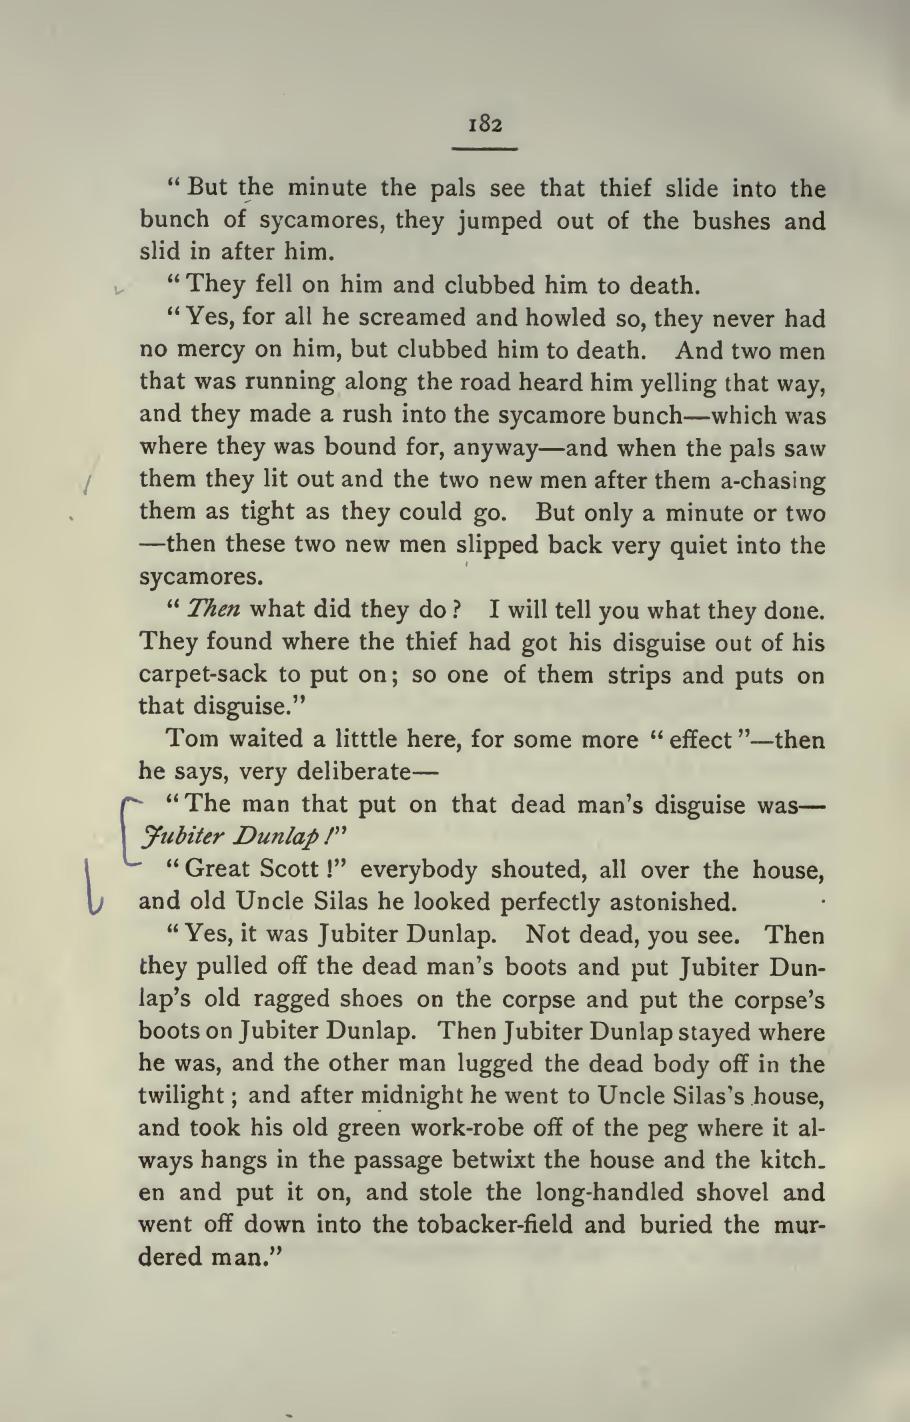 182
“ But the minute the pals see that thief slide into the
bunch of sycamores, they jumped out of the bushes and
slid in after him.
“ They fell on him and clubbed him to death.
“ Yes, for all he screamed and howled so, they never had
no mercy on him, but clubbed him to death. And two men
that was running along the road heard him yelling that way,
and they made a rush into the sycamore bunch—which was
where they was bound for, anyway—and when the pals saw
them they lit out and the two new men after them a-chasing
them as tight as they could go. But only a minute or two
—then these two new men slipped back very quiet into the
sycamores.
“ Then what did they do ? I will tell you what they done.
They found where the thief had got his disguise out of his
carpet-sack to put on ; so one of them strips and puts on
that disguise.”
Tom waited a litttle here, for some more “ effect ”—then
he says, very deliberate—
“ The man that put on that dead man’s disguise was—
Jubiter Dunlap !”
“ Great Scott !” everybody shouted, all over the house,
and old Uncle Silas he looked perfectly astonished.
“ Yes, it was Jubiter Dunlap. Not dead, you see. Then
they pulled off the dead man’s boots and put Jubiter Dun-
lap’s old ragged shoes on the corpse and put the corpse’s
boots on Jubiter Dunlap. Then Jubiter Dunlap stayed where
he was, and the other man lugged the dead body off in the
twilight ; and after midnight he went to Uncle Silas’s house,
and took his old green work-robe off of the peg where it al-
ways hangs in the passage betwixt the house and the kitch-
en and put it on, and stole the long-handled shovel and
went off down into the tobacker-field and buried the mur-
dered man.”